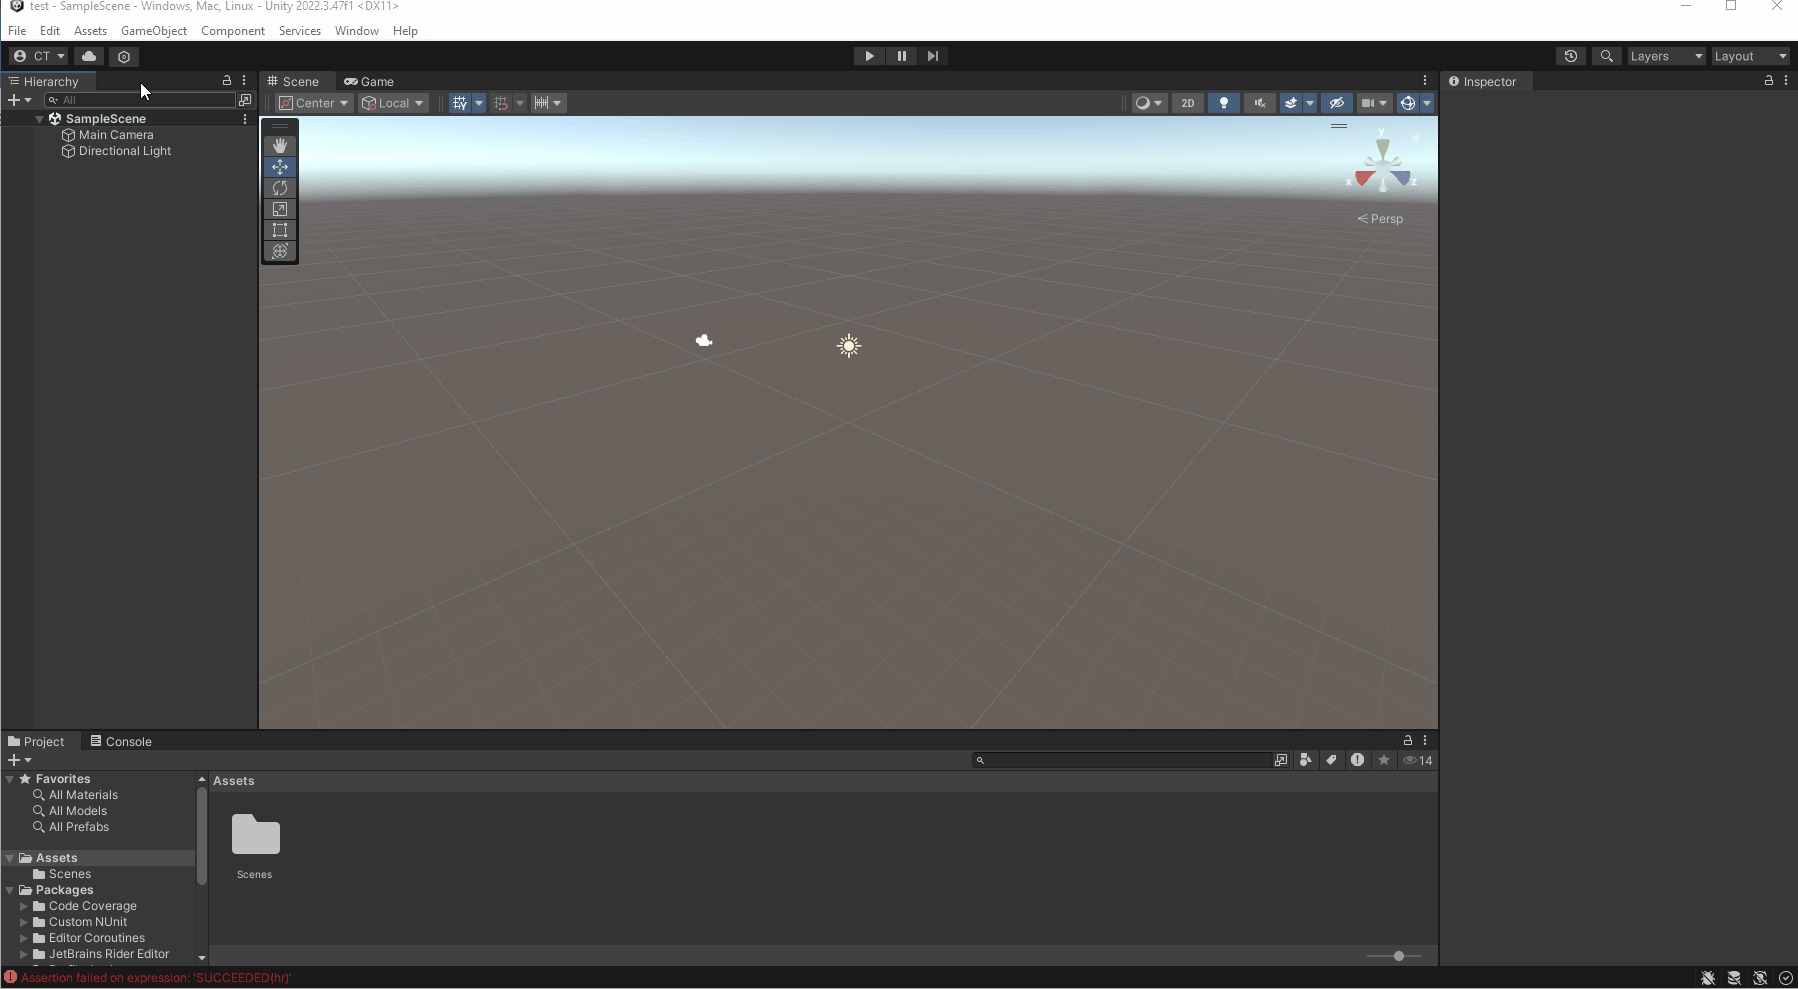 test - SampleScene - Windows, Mac, Linux - Unity 2022.3.47f1 <DX11>
File Edit Assets GameObject Component Services Window Help
CT Layers Layout
Hierarchy Scene Game Inspector
All Center Local 2D
SampleScene
Main Camera
Directional Light
y
x z
Persp
Project Console
14
Favorites Assets
All Materials
All Models
All Prefabs
Assets
Scenes Scenes
Packages
Code Coverage
Custom NUnit
Editor Coroutines
JetBrains Rider Editor
Assertion failed on expression: 'SUCCEEDED(hr)'